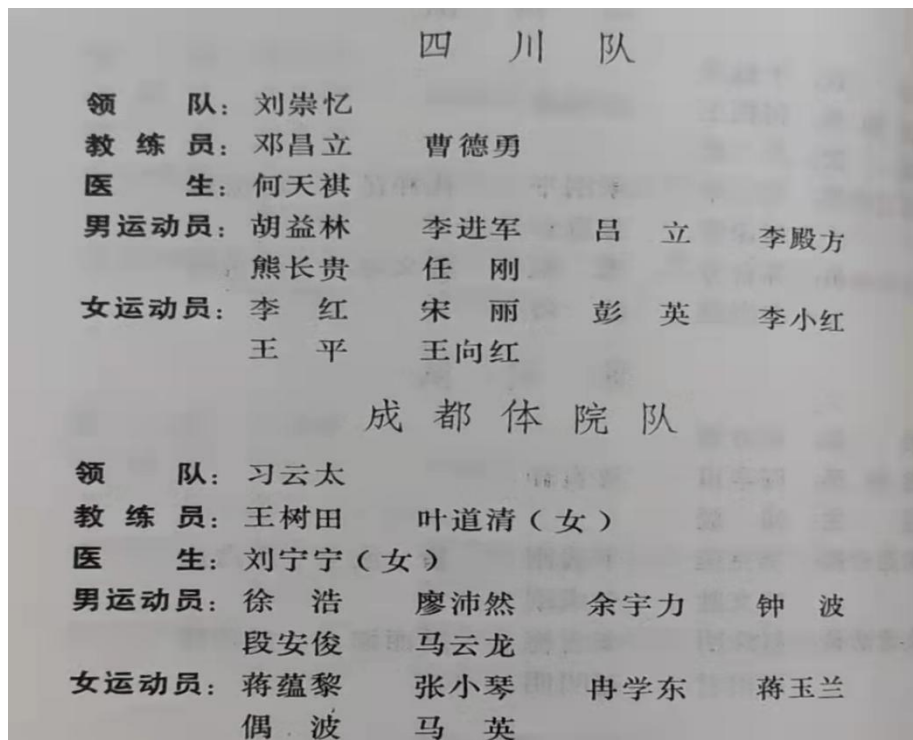 四川队
领队：刘崇忆
教练员：邓昌立 曹德勇
医生：何天祺
男运动员：胡益林 李进军 吕立 李殿方
熊长贵 任刚
女运动员：李红 宋丽 彭英 李小红
王平 王向红
成都体院队
领队：习云太
教练员：王树田 叶道清（女）
医生：刘宁宁（女）
男运动员：徐浩 廖沛然 余宇力 钟波
段安俊 马云龙
女运动员：蒋蕴黎 张小琴 冉学东 蒋玉兰
偶波 马英